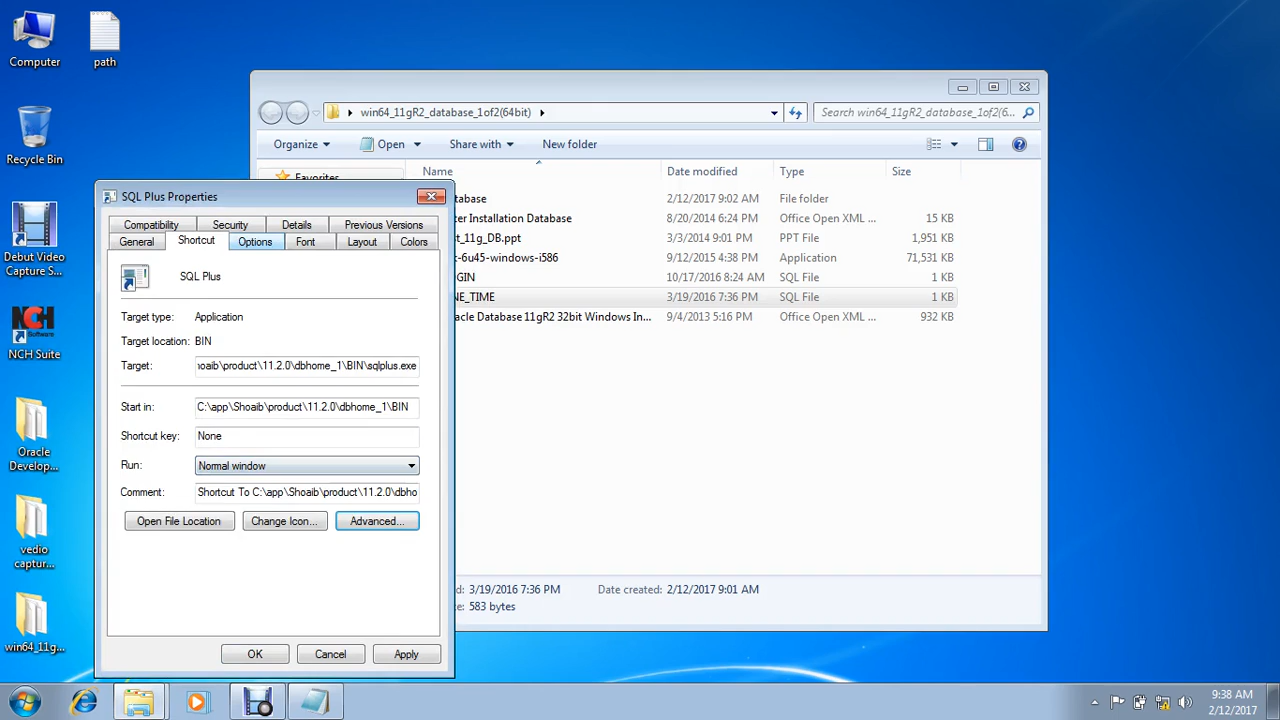 Computer
path
Recycle Bin
Debut Video
Capture S...
NCH
Software
NCH Suite
Oracle
Develop...
vedio
captur...
win64_11g...
win64_11gR2_database_1of2(64bit)
Search win64_11gR2_database_1of2(6...
Organize
Open
Share with
New folder
Favorites
Name
Date modified
Type
Size
tabase
2/12/2017 9:02 AM
File folder
ter Installation Database
8/20/2014 6:24 PM
Office Open XML ...
15 KB
t_11g_DB.ppt
3/3/2014 9:01 PM
PPT File
1,951 KB
-6u45-windows-i586
9/12/2015 4:38 PM
Application
71,531 KB
GIN
10/17/2016 8:24 AM
SQL File
1 KB
NE_TIME
3/19/2016 7:36 PM
SQL File
1 KB
acle Database 11gR2 32bit Windows In...
9/4/2013 5:16 PM
Office Open XML ...
932 KB
d: 3/19/2016 7:36 PM
Date created: 2/12/2017 9:01 AM
e: 583 bytes
SQL Plus Properties
Compatibility
Security
Details
Previous Versions
General
Shortcut
Options
Font
Layout
Colors
SQL Plus
Target type: Application
Target location: BIN
Target: oaib\product\11.2.0\dbhome_1\BIN\sqlplus.exe
Start in: C:\app\Shoaib\product\11.2.0\dbhome_1\BIN
Shortcut key: None
Run: Normal window
Comment: Shortcut To C:\app\Shoaib\product\11.2.0\dbho
Open File Location
Change Icon...
Advanced...
OK
Cancel
Apply
9:38 AM
2/12/2017